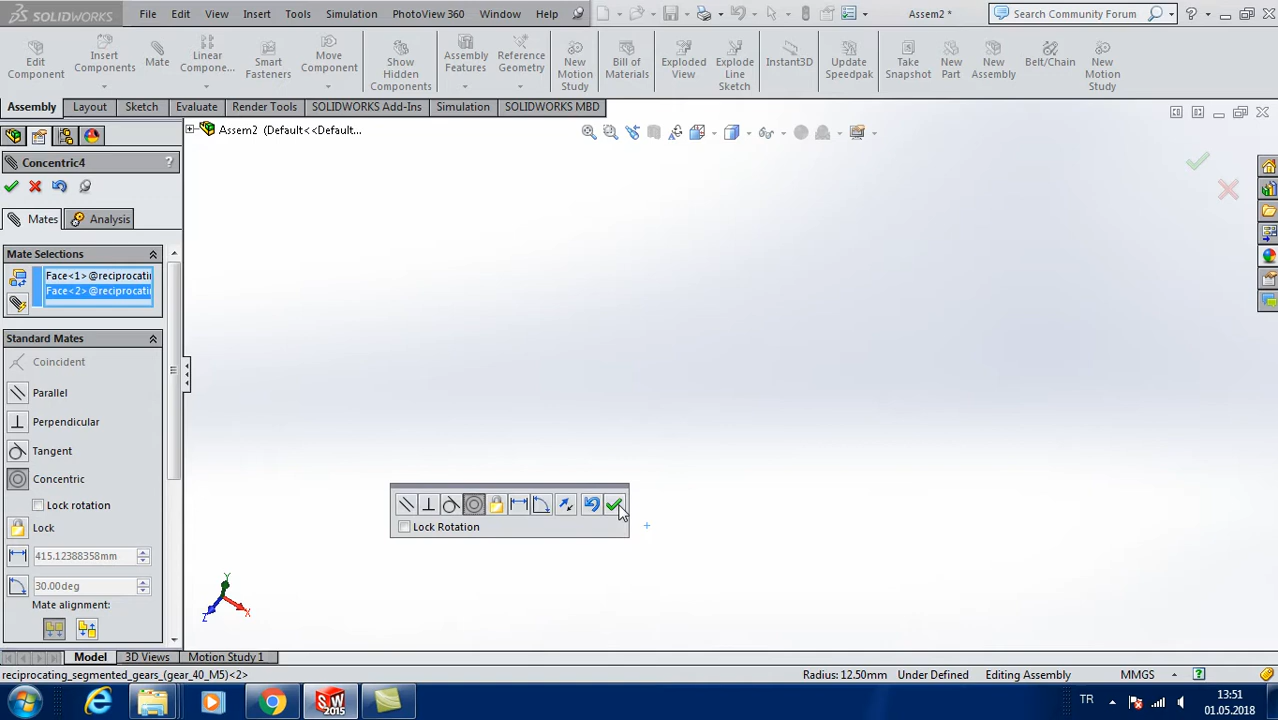 SOLIDWORKS File Edit View Insert Tools Simulation PhotoView 360 Window Help Assem2 * Search Community Forum ?
Edit Component
Insert Components
Mate
Linear Compone...
Smart Fasteners
Move Component
Show Hidden Components
Assembly Features
Reference Geometry
New Motion Study
Bill of Materials
Exploded View
Explode Line Sketch
Instant3D
Update Speedpak
Take Snapshot
New Part
New Assembly
Belt/Chain
New Motion Study
Assembly Layout Sketch Evaluate Render Tools SOLIDWORKS Add-Ins Simulation SOLIDWORKS MBD
Assem2 (Default<<Default...
Concentric4 ?
Mates Analysis
Mate Selections
Face<1>@reciprocatin
Face<2>@reciprocatin
Standard Mates
Coincident
Parallel
Perpendicular
Tangent
Concentric
Lock rotation
Lock
415.12388358mm
30.00deg
Mate alignment:
Lock Rotation
Y
X
Z
Model 3D Views Motion Study 1
reciprocating_segmented_gears_(gear_40_M5)<2> Radius: 12.50mm Under Defined Editing Assembly MMGS ?
SW
2015
TR
13:51
01.05.2018